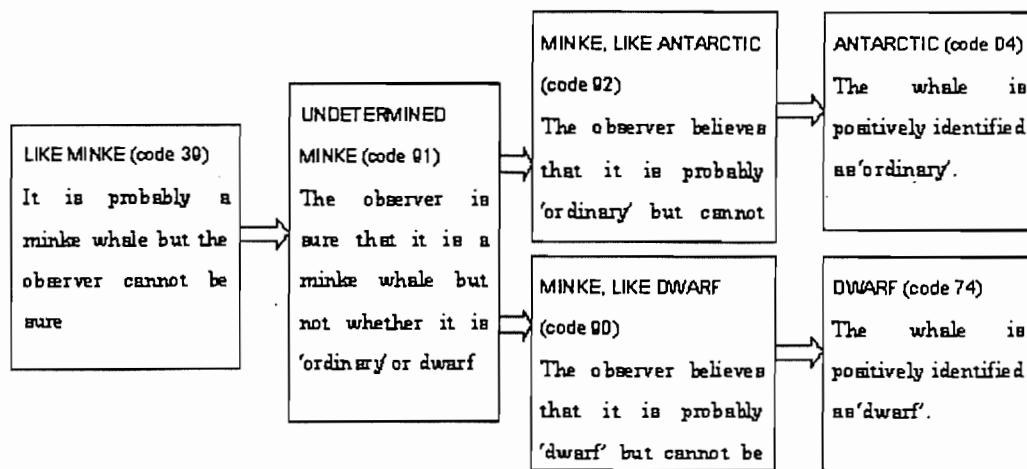 LIKE MINKE (code 39)
It is probably a
minke whale but the
observer cannot be
sure
UNDETERMINED
MINKE (code 91)
The observer is
sure that it is a
minke whale but
not whether it is
'ordinary' or dwarf
MINKE, LIKE ANTARCTIC
(code 92)
The observer believes
that it is probably
'ordinary' but cannot
ANTARCTIC (code 04)
The whale is
positively identified
as 'ordinary'.
MINKE, LIKE DWARF
(code 90)
The observer believes
that it is probably
'dwarf' but cannot be
DWARF (code 74)
The whale is
positively identified
as 'dwarf'.